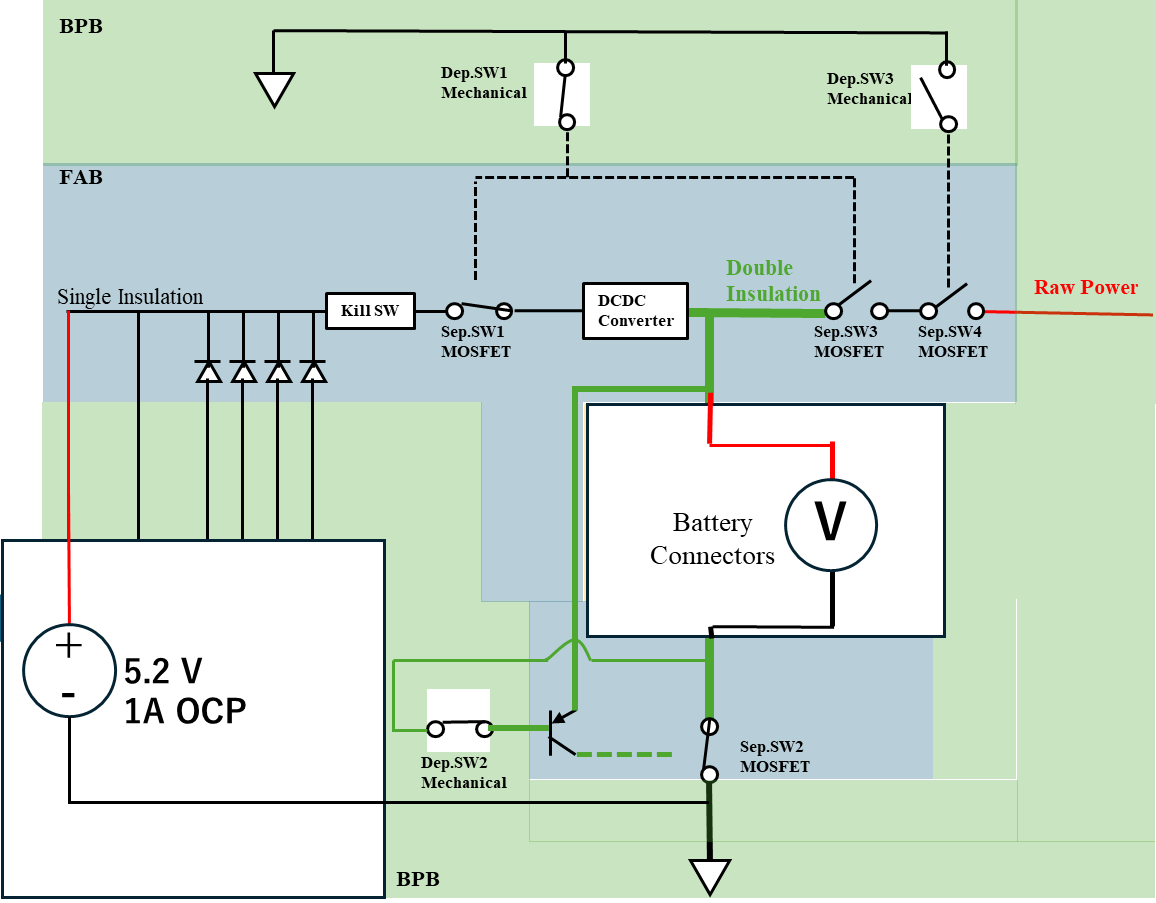 BPB
Dep.SW1
Mechanical
Dep.SW3
Mechanical
FAB
Single Insulation
Kill SW
Sep.SW1
MOSFET
DCDC
Converter
Double
Insulation
Sep.SW3
MOSFET
Sep.SW4
MOSFET
Raw Power
Battery
Connectors
V
+
-
5.2 V
1A OCP
Dep.SW2
Mechanical
Sep.SW2
MOSFET
BPB